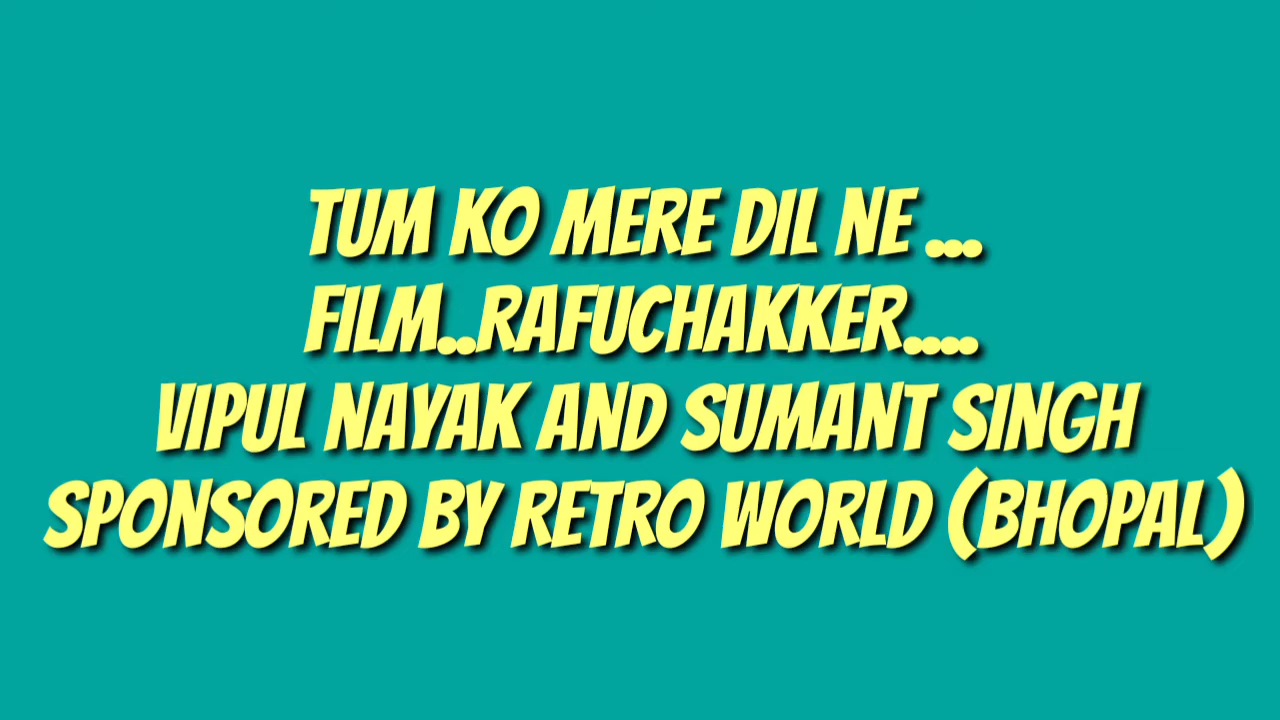 TUM KO MERE DIL NE ...
FILM..RAFUCHAKKER....
VIPUL NAYAK AND SUMANT SINGH
SPONSORED BY RETRO WORLD (BHOPAL)